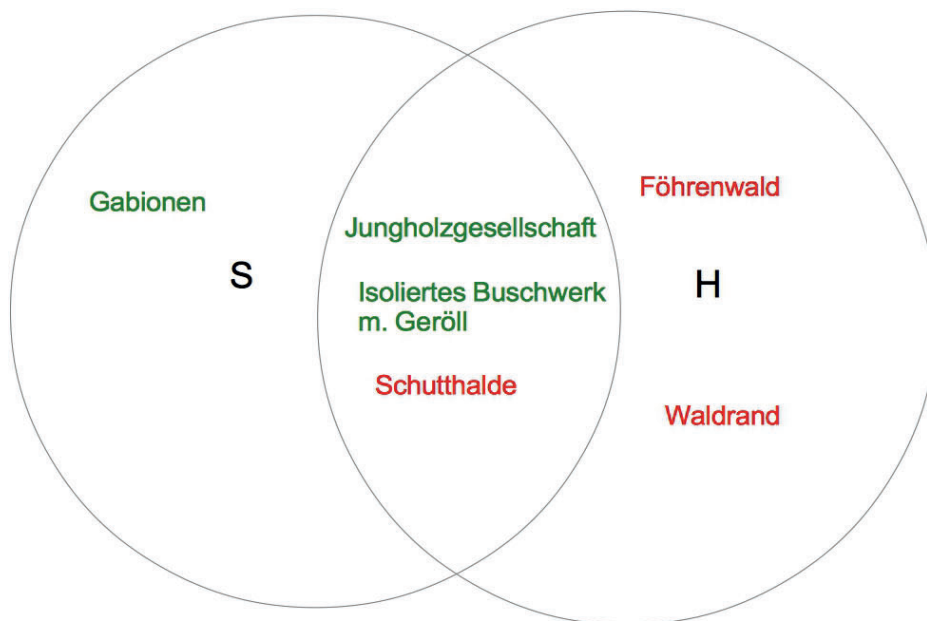 Gabionen
S
Jungholzgesellschaft
Isoliertes Buschwerk
m. Geröll
Schutthalde
Föhrenwald
H
Waldrand